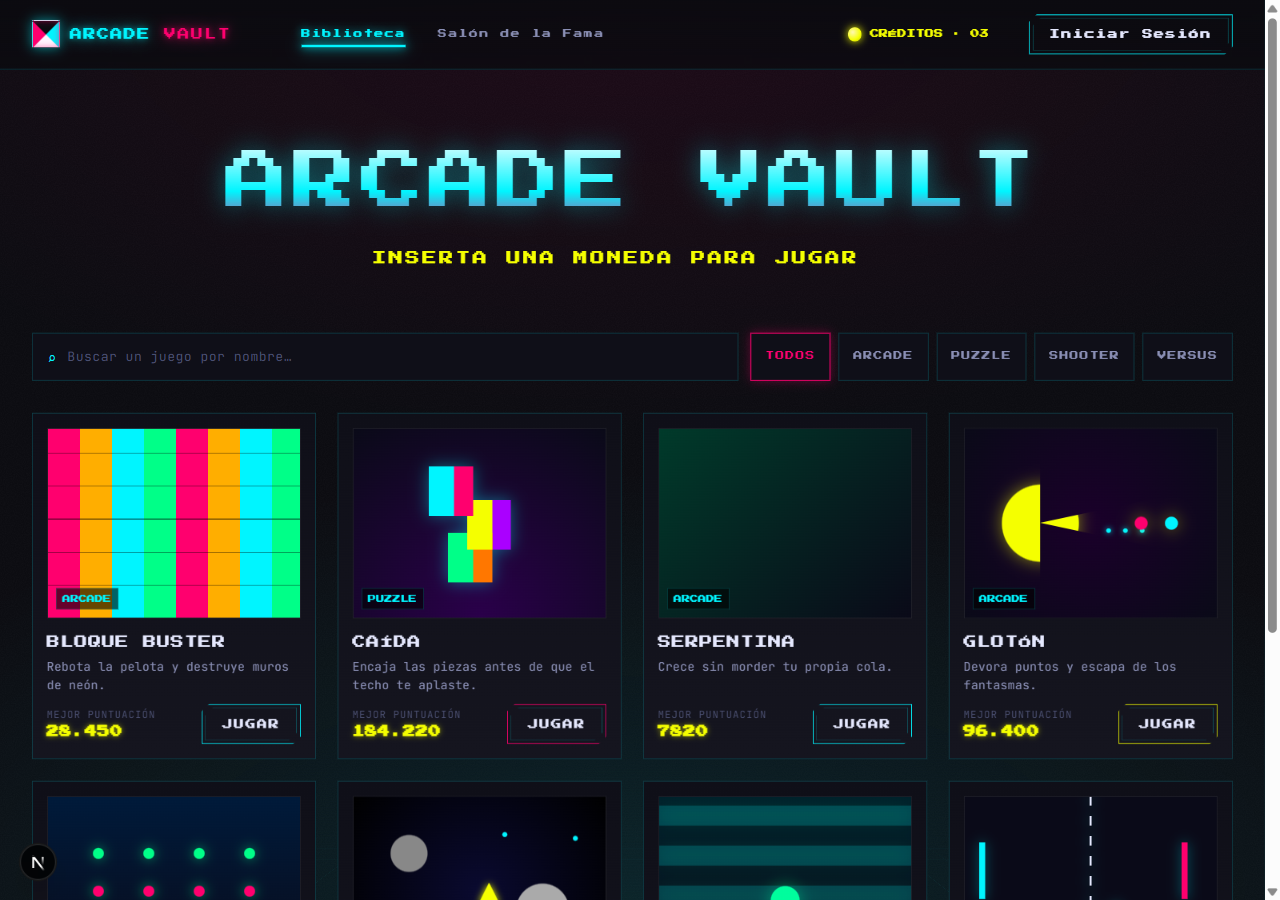 ARCADE VAULT
Biblioteca
Salón de la Fama
CRéDITOS · 03
Iniciar Sesión
ARCADE VAULT
INSERTA UNA MONEDA PARA JUGAR
Buscar un juego por nombre…
TODOS
ARCADE
PUZZLE
SHOOTER
VERSUS
ARCADE
BLOQUE BUSTER
Rebota la pelota y destruye muros
de neón.
MEJOR PUNTUACIÓN
28.450
JUGAR
PUZZLE
CAíDA
Encaja las piezas antes de que el
techo te aplaste.
MEJOR PUNTUACIÓN
184.220
JUGAR
ARCADE
SERPENTINA
Crece sin morder tu propia cola.
MEJOR PUNTUACIÓN
7820
JUGAR
ARCADE
GLOTóN
Devora puntos y escapa de los
fantasmas.
MEJOR PUNTUACIÓN
96.400
JUGAR
N